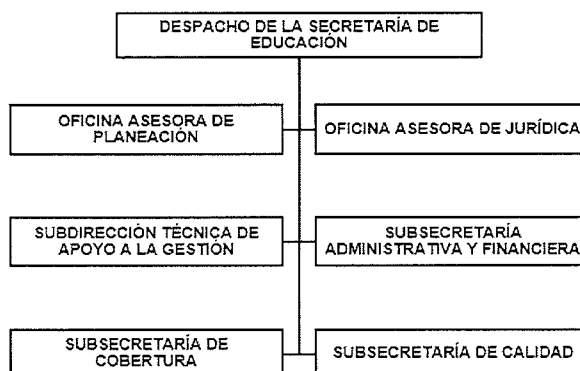 DESPACHO DE LA SECRETARÍA DE
EDUCACIÓN
OFICINA ASESORA DE
PLANEACIÓN
OFICINA ASESORA DE JURÍDICA
SUBDIRECCIÓN TÉCNICA DE
APOYO A LA GESTIÓN
SUBSECRETARÍA
ADMINISTRATIVA Y FINANCIERA
SUBSECRETARÍA DE
COBERTURA
SUBSECRETARÍA DE CALIDAD